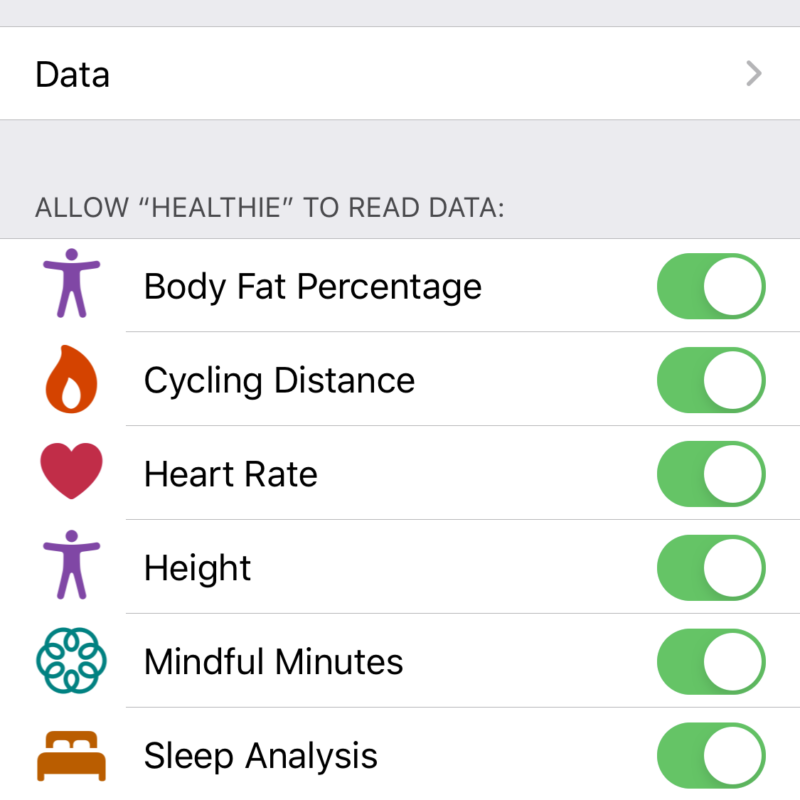 Data
ALLOW “HEALTHIE” TO READ DATA:
Body Fat Percentage
Cycling Distance
Heart Rate
Height
Mindful Minutes
Sleep Analysis